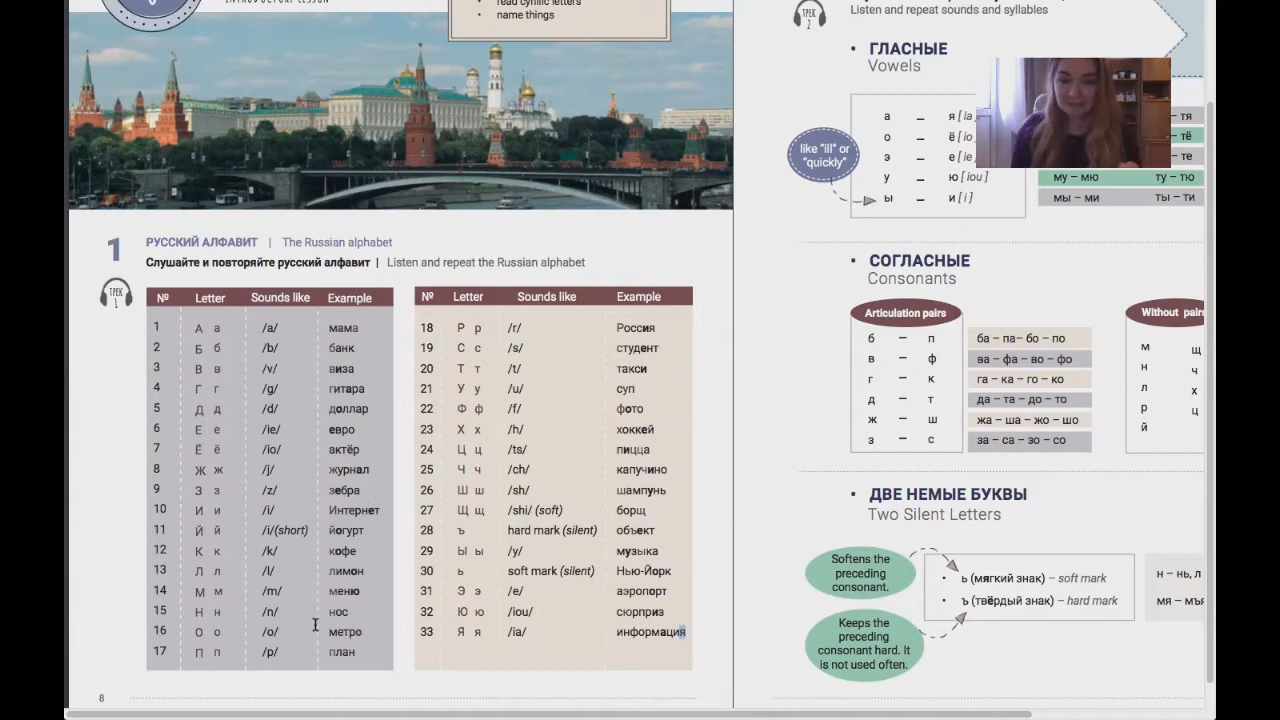 INTRODUCTORY LESSON
• read cyrillic letters
• name things
1
РУССКИЙ АЛФАВИТ | The Russian alphabet
Слушайте и повторяйте русский алфавит | Listen and repeat the Russian alphabet
ТРЕК 1
№ Letter Sounds like Example
1 А а /a/ мама
2 Б б /b/ банк
3 В в /v/ виза
4 Г г /g/ гитара
5 Д д /d/ доллар
6 Е е /ie/ евро
7 Ё ё /io/ актёр
8 Ж ж /j/ журнал
9 З з /z/ зебра
10 И и /i/ Интернет
11 Й й /i/(short) йогурт
12 К к /k/ кофе
13 Л л /l/ лимон
14 М м /m/ меню
15 Н н /n/ нос
16 О о /o/ метро
17 П п /p/ план
№ Letter Sounds like Example
18 Р р /r/ Россия
19 С с /s/ студент
20 Т т /t/ такси
21 У у /u/ суп
22 Ф ф /f/ фото
23 Х х /h/ хоккей
24 Ц ц /ts/ пицца
25 Ч ч /ch/ капучино
26 Ш ш /sh/ шампунь
27 Щ щ /shi/ (soft) борщ
28 ъ hard mark (silent) объект
29 Ы ы /y/ музыка
30 ь soft mark (silent) Нью-Йорк
31 Э э /e/ аэропорт
32 Ю ю /iou/ сюрприз
33 Я я /ia/ информация
8
ТРЕК 2
Listen and repeat sounds and syllables
• ГЛАСНЫЕ
Vowels
like "ill" or "quickly"
а – я [ia
о – ё [io
э – е [ie
у – ю [iou]
ы – и [i]
– тя
– тё
– те
му – мю ту – тю
мы – ми ты – ти
• СОГЛАСНЫЕ
Consonants
Articulation pairs
б – п ба – па– бо – по
в – ф ва – фа – во – фо
г – к га – ка – го – ко
д – т да – та – до – то
ж – ш жа – ша – жо – шо
з – с за – са – зо – со
Without pairs
м щ
н ч
л х
р ц
й
• ДВЕ НЕМЫЕ БУКВЫ
Two Silent Letters
Softens the
preceding
consonant.
• ь (мягкий знак) – soft mark
• ъ (твёрдый знак) – hard mark
Keeps the
preceding
consonant hard. It
is not used often.
н – нь, л
мя – мъя